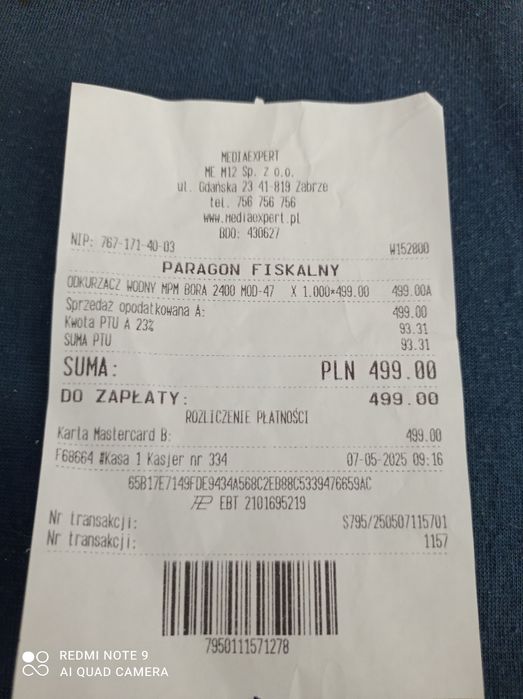 MEDIAEXPERT
ME M12 Sp. z o.o.
ul. Gdańska 23 41-819 Zabrze
tel. 756 756 756
www.mediaexpert.pl
BDO: 430627
NIP: 767-171-40-03 W152800
PARAGON FISKALNY
ODKURZACZ WODNY MPM BORA 2400 MOD-47 X 1.000*499.00 499.00A
Sprzedaż opodatkowana A: 499.00
Kwota PTU A 23% 93.31
SUMA PTU 93.31
SUMA: PLN 499.00
DO ZAPŁATY: 499.00
ROZLICZENIE PŁATNOŚCI
Karta Mastercard B: 499.00
F68664 #Kasa 1 Kasjer nr 334 07-05-2025 09:16
65B17E7149FDE9434A568C2EB88C5339476659AC
EBT 2101695219
Nr transakcji: S795/250507115701
Nr transakcji: 1157
7950111571278
REDMI NOTE 9
AI QUAD CAMERA